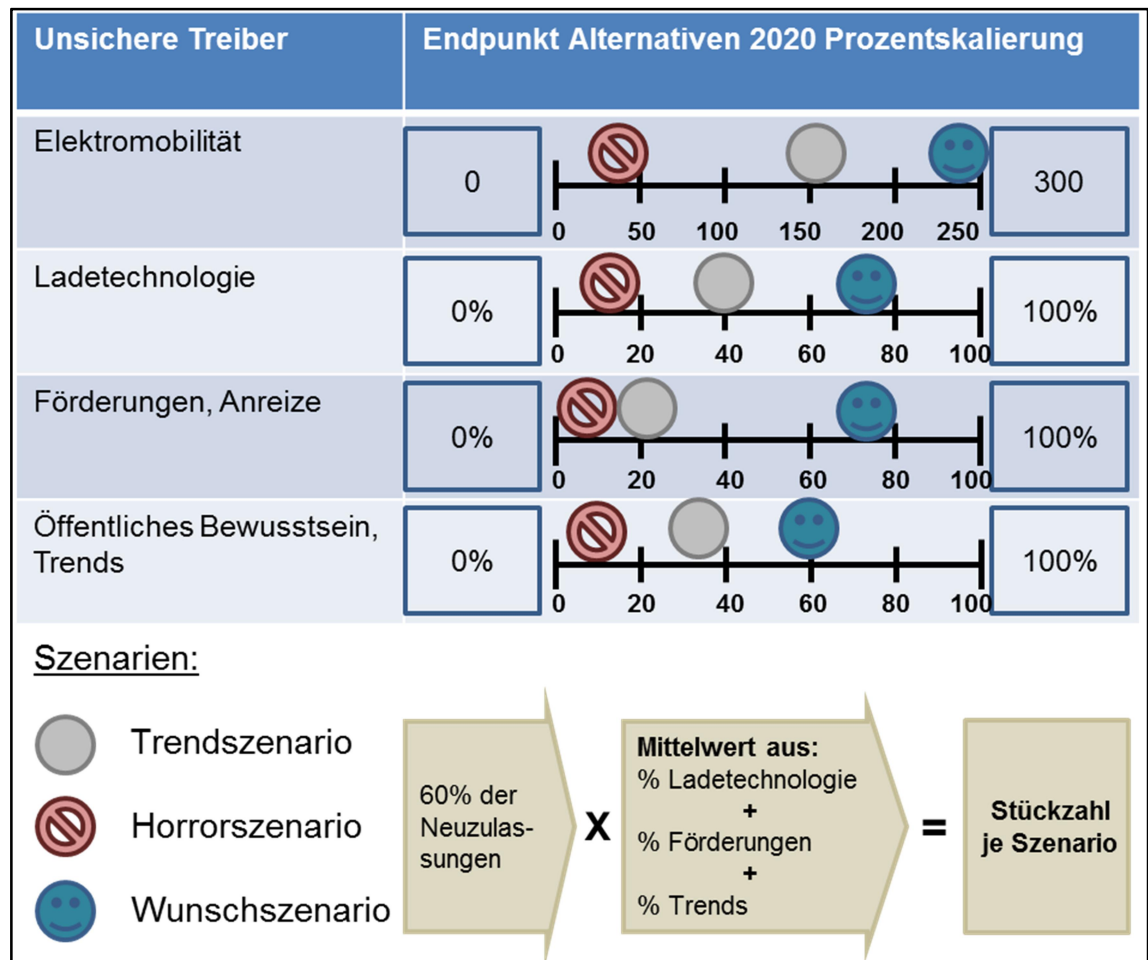 Unsichere Treiber
Endpunkt Alternativen 2020 Prozentskalierung
Elektromobilität
0
0 50 100 150 200 250
300
Ladetechnologie
0%
0 20 40 60 80 100
100%
Förderungen, Anreize
0%
0 20 40 60 80 100
100%
Öffentliches Bewusstsein,
Trends
0%
0 20 40 60 80 100
100%
Szenarien:
Trendszenario
Horrorszenario
Wunschszenario
60% der
Neuzulas-
sungen
X
Mittelwert aus:
% Ladetechnologie
+
% Förderungen
+
% Trends
=
Stückzahl
je Szenario